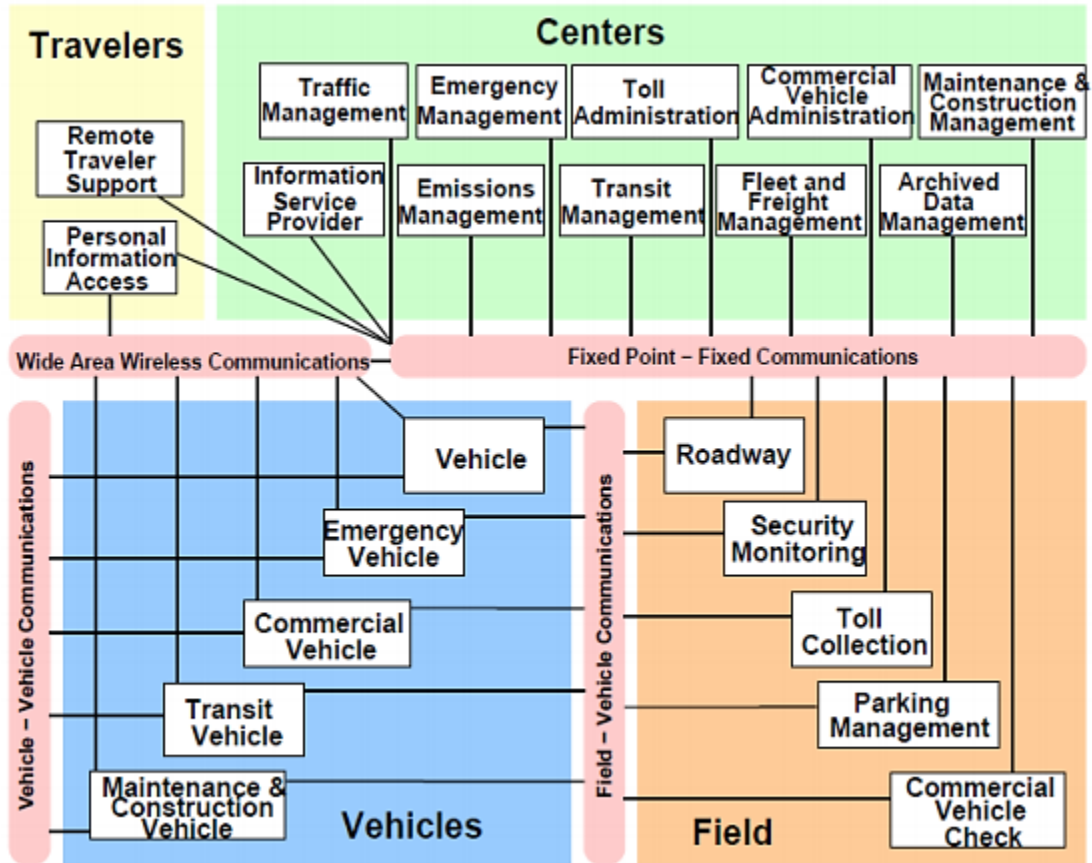 Travelers
Remote
Traveler
Support
Personal
Information
Access
Centers
Traffic
Management
Emergency
Management
Toll
Administration
Commercial
Vehicle
Administration
Maintenance &
Construction
Management
Information
Service
Provider
Emissions
Management
Transit
Management
Fleet and
Freight
Management
Archived
Data
Management
Wide Area Wireless Communications
Fixed Point – Fixed Communications
Vehicle – Vehicle Communications
Vehicle
Emergency
Vehicle
Commercial
Vehicle
Transit
Vehicle
Maintenance &
Construction
Vehicle
Vehicles
Field – Vehicle Communications
Roadway
Security
Monitoring
Toll
Collection
Parking
Management
Commercial
Vehicle
Check
Field